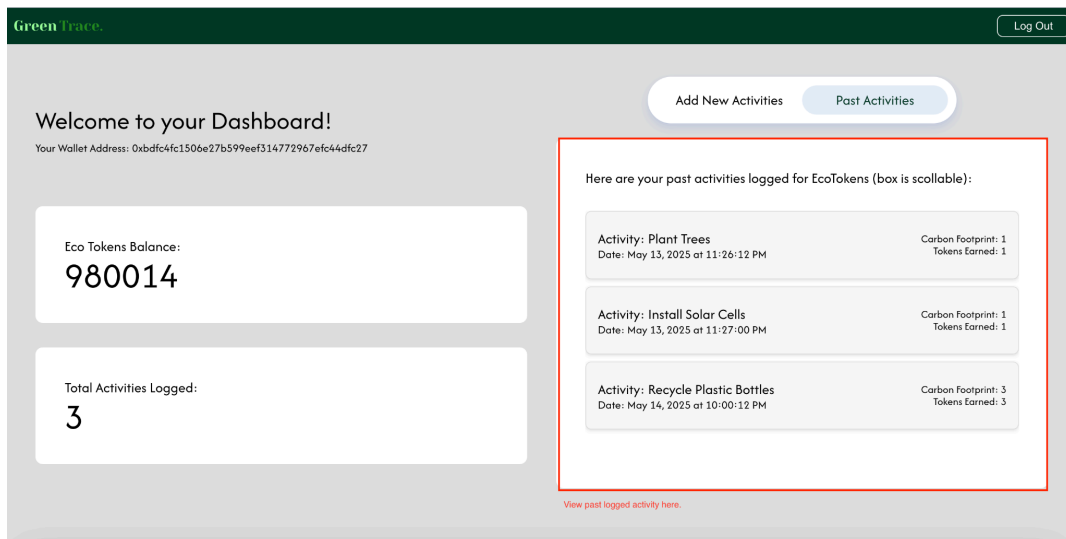 Green Trace.
Log Out
Welcome to your Dashboard!
Your Wallet Address: 0xbdfc4fc1506e27b599eef314772967efc44dfc27
Eco Tokens Balance:
980014
Total Activities Logged:
3
Add New Activities
Past Activities
Here are your past activities logged for EcoTokens (box is scollable):
Activity: Plant Trees
Date: May 13, 2025 at 11:26:12 PM
Carbon Footprint: 1
Tokens Earned: 1
Activity: Install Solar Cells
Date: May 13, 2025 at 11:27:00 PM
Carbon Footprint: 1
Tokens Earned: 1
Activity: Recycle Plastic Bottles
Date: May 14, 2025 at 10:00:12 PM
Carbon Footprint: 3
Tokens Earned: 3
View past logged activity here.